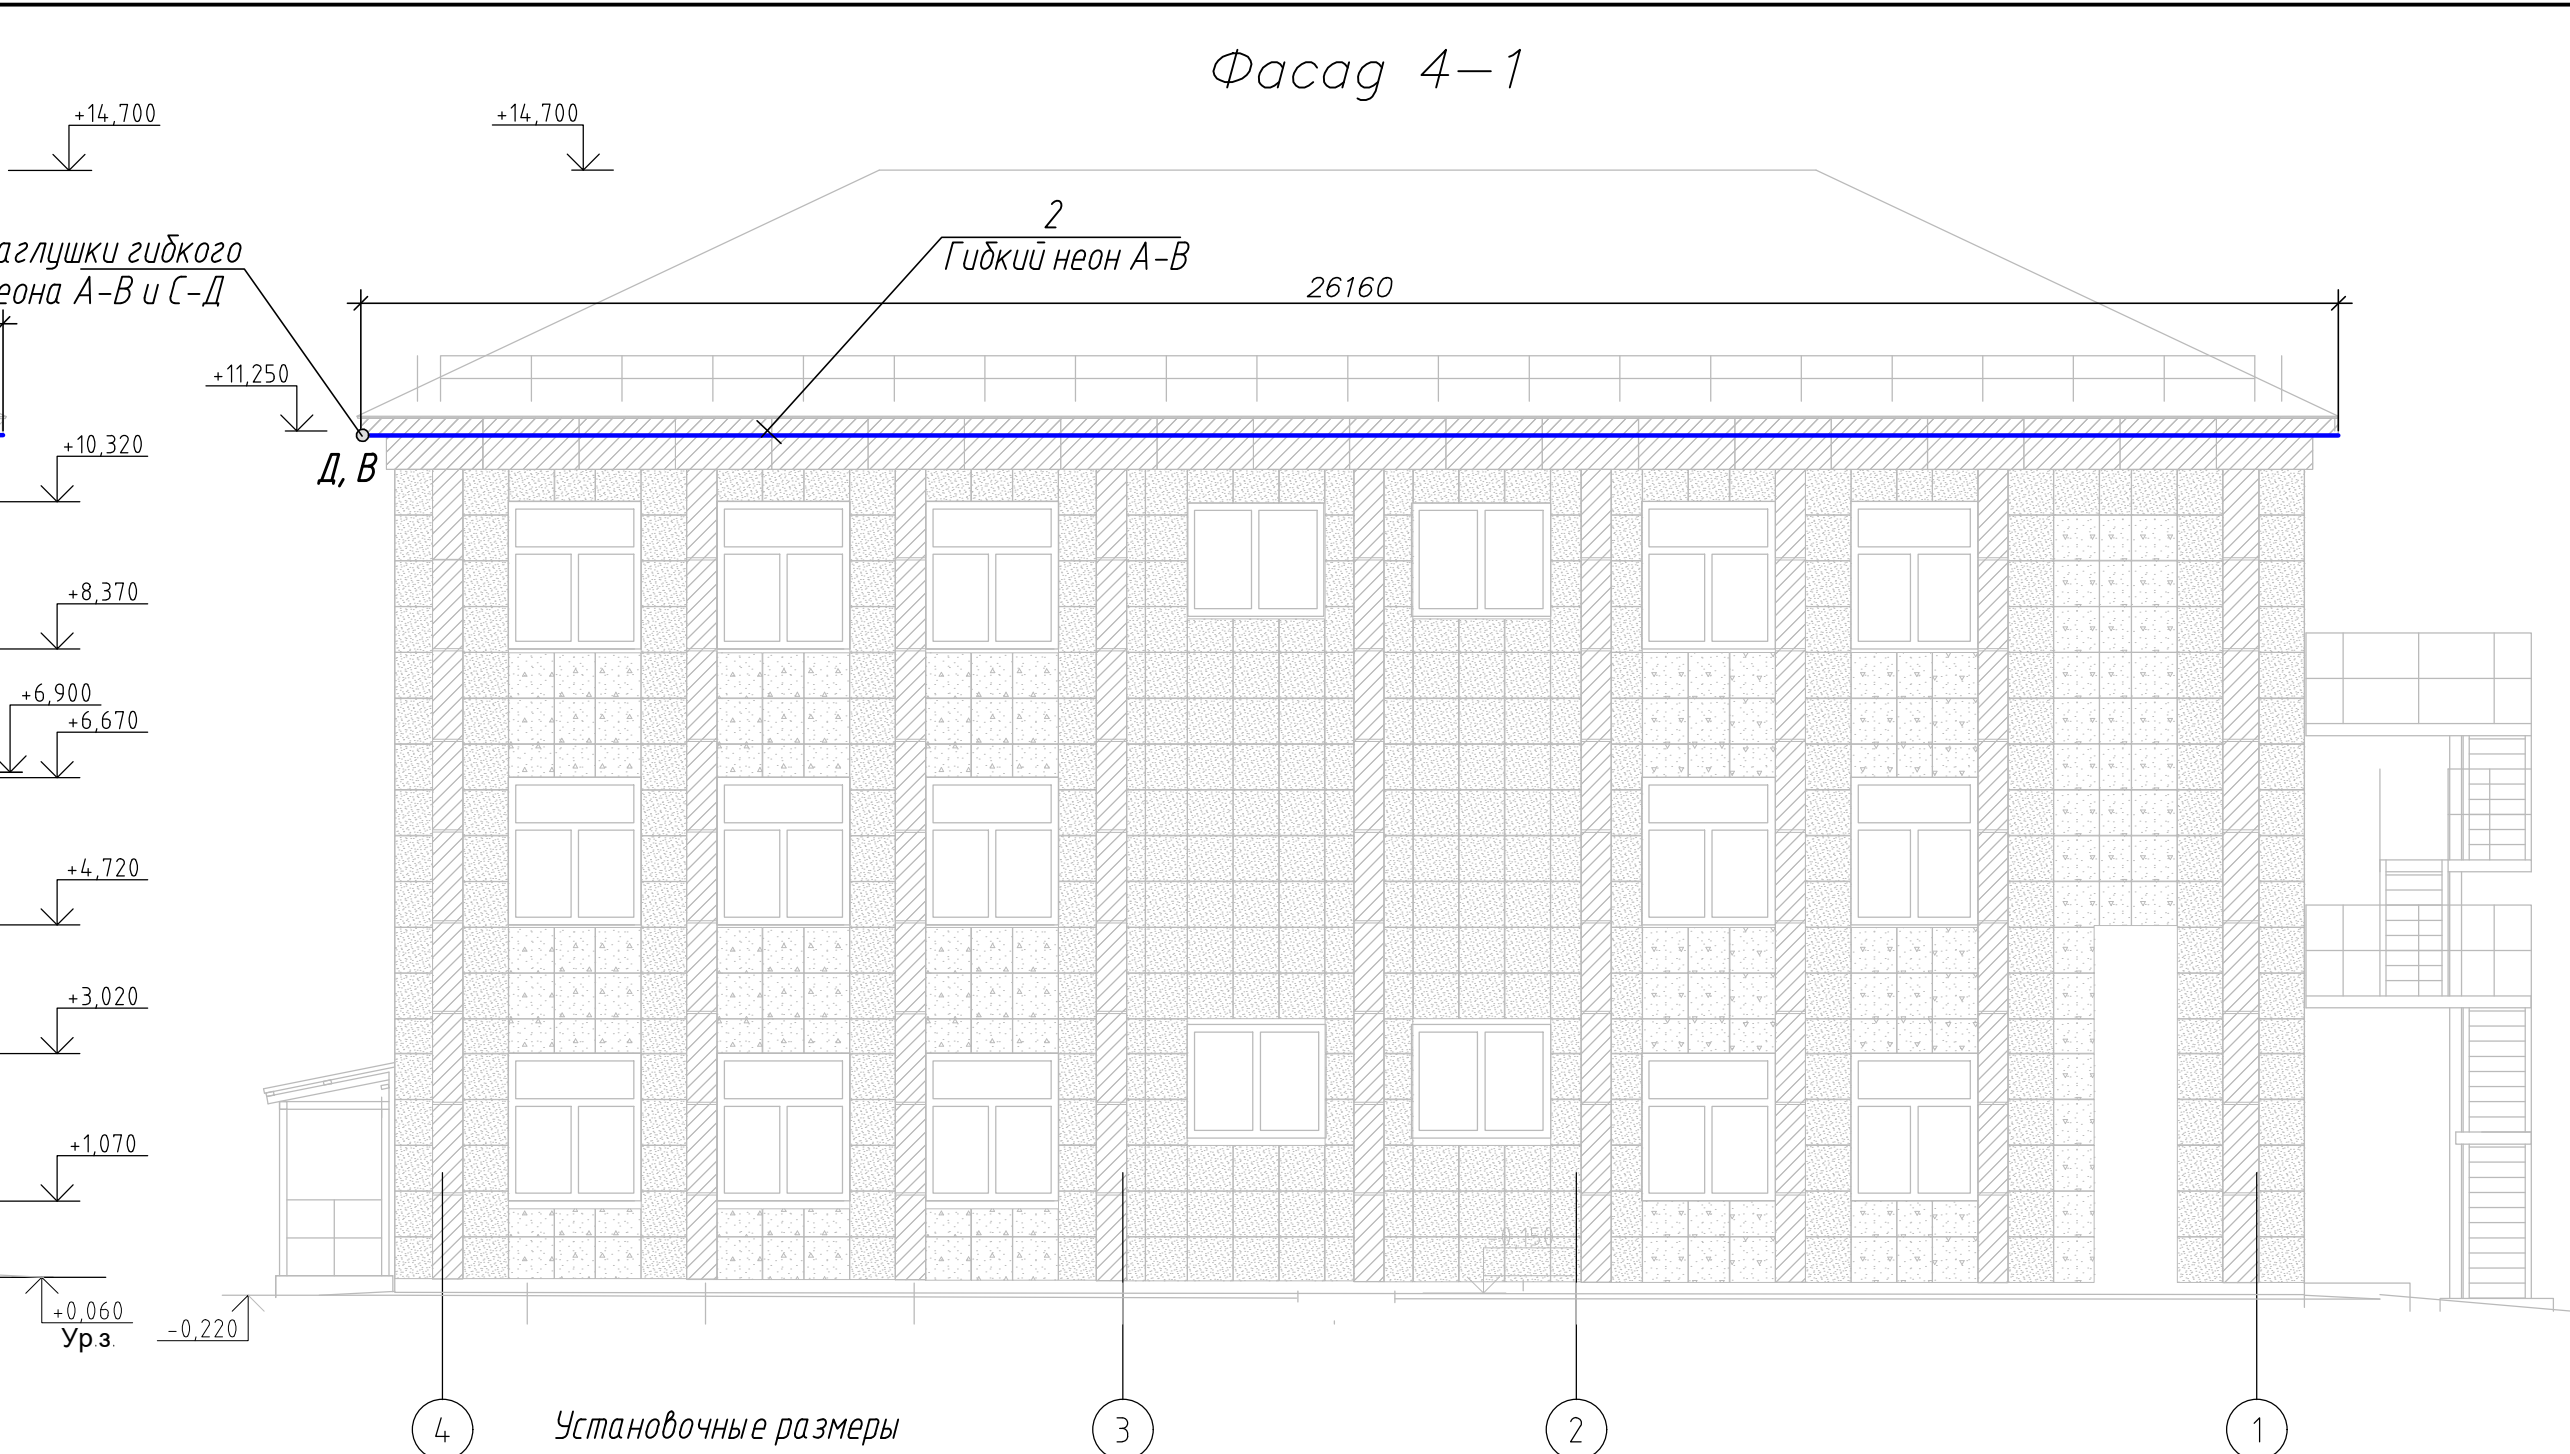 Фасад 4-1
+14,700
+14,700
2
Гибкий неон А-В
аглушки гибкого
еона А-В и С-Д
26160
+11,250
+10,320
Д, В
+8,370
+6,900
+6,670
+4,720
+3,020
+1,070
-0,150
+0,060
Ур.з.
-0,220
4
Установочные размеры
3
2
1